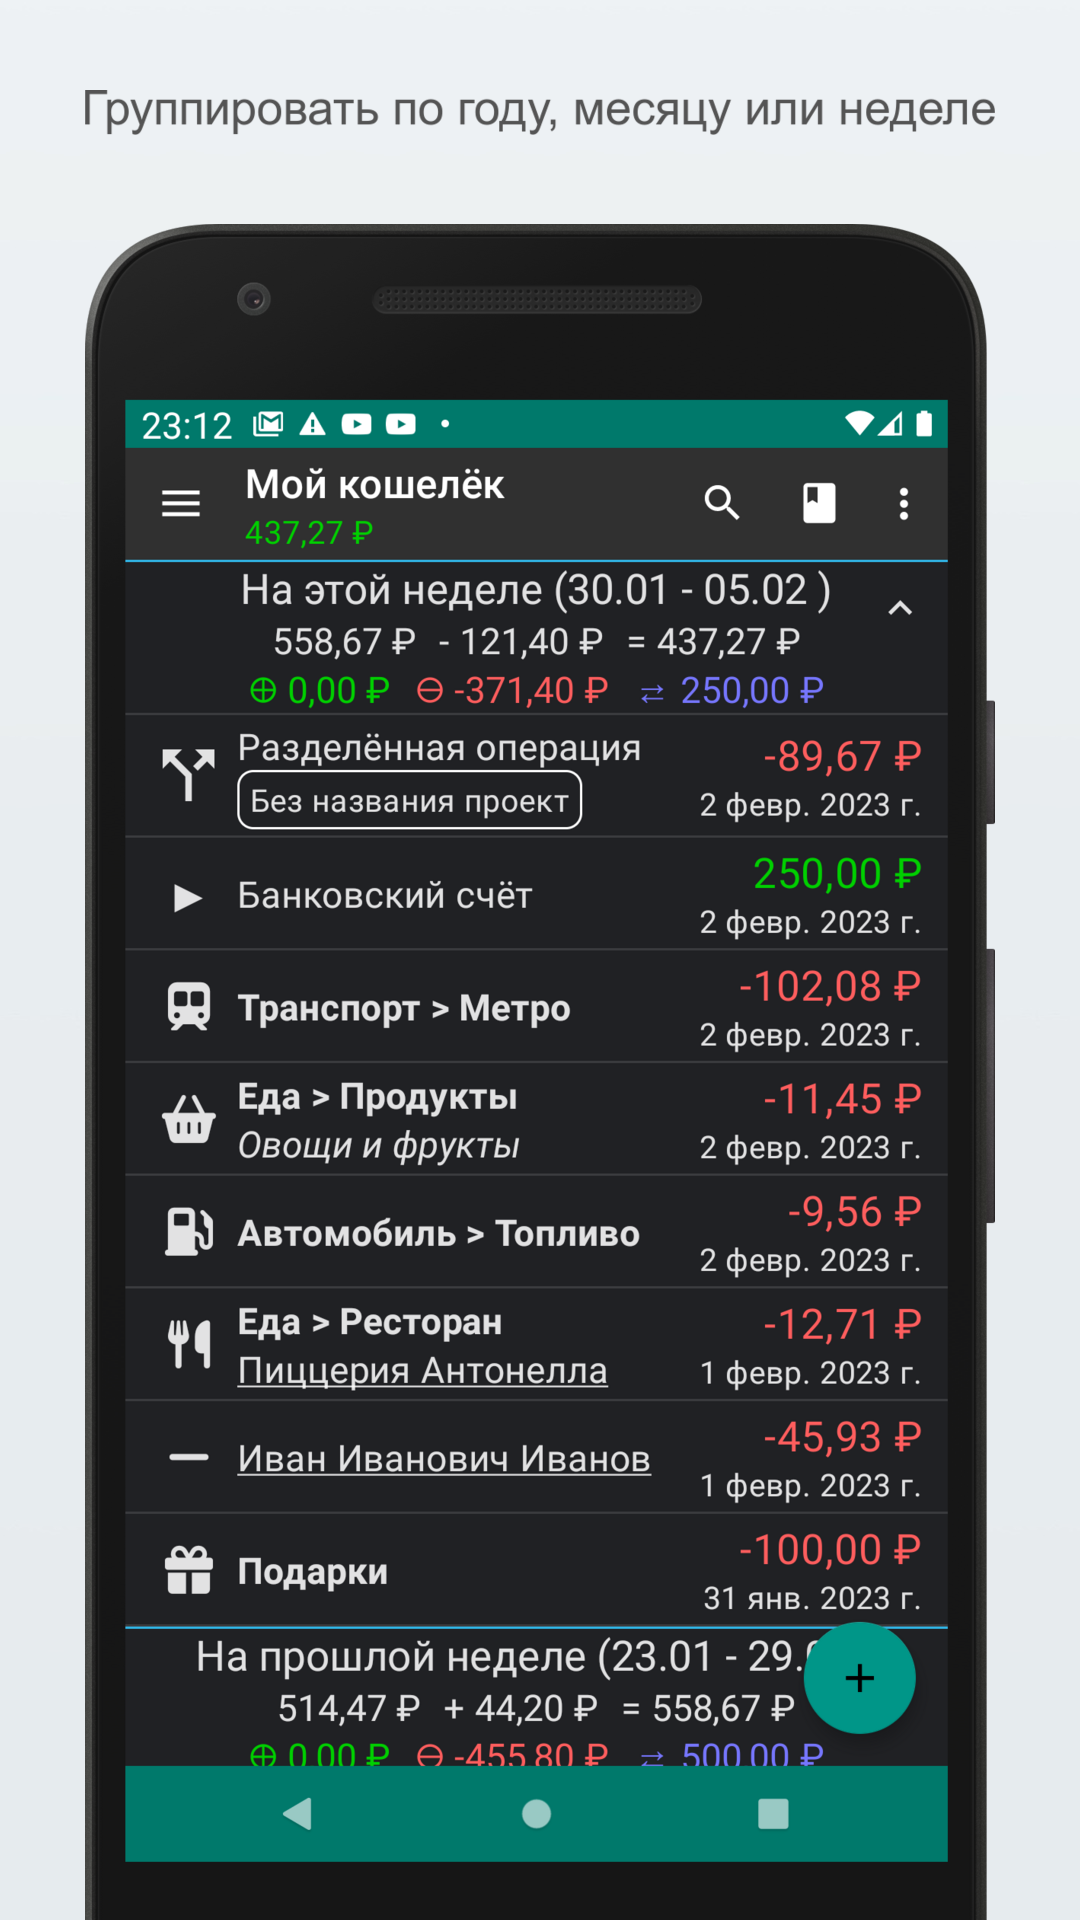 Группировать по году, месяцу или неделе
23:12
Мой кошелёк
437,27 ₽
На этой неделе (30.01 - 05.02 )
558,67 ₽ - 121,40 ₽ = 437,27 ₽
⊕ 0,00 ₽ ⊖ -371,40 ₽ ⇄ 250,00 ₽
Разделённая операция
-89,67 ₽
Без названия проект
2 февр. 2023 г.
250,00 ₽
Банковский счёт
2 февр. 2023 г.
-102,08 ₽
Транспорт > Метро
2 февр. 2023 г.
Еда > Продукты
-11,45 ₽
Овощи и фрукты
2 февр. 2023 г.
-9,56 ₽
Автомобиль > Топливо
2 февр. 2023 г.
Еда > Ресторан
-12,71 ₽
Пиццерия Антонелла
1 февр. 2023 г.
-45,93 ₽
Иван Иванович Иванов
1 февр. 2023 г.
-100,00 ₽
Подарки
31 янв. 2023 г.
На прошлой неделе (23.01 - 29.
514,47 ₽ + 44,20 ₽ = 558,67 ₽
⊕ 0,00 ₽ ⊖ -455,80 ₽ ⇄ 500,00 ₽